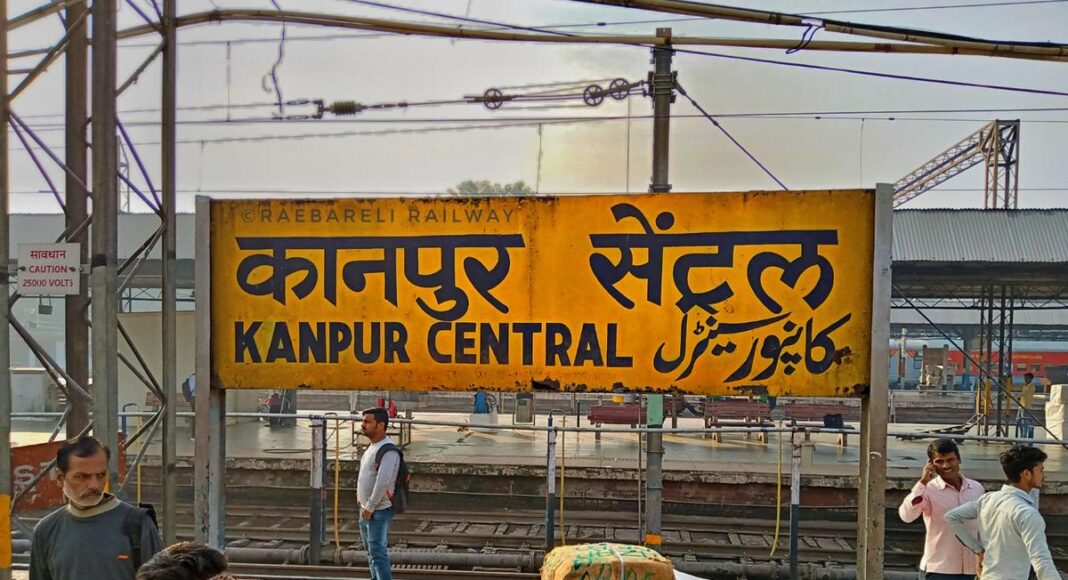 ©RAEBARELI RAILWAY
कानपुर सेंट्रल
KANPUR CENTRAL کانپور سینٹرل
सावधान
CAUTION
25000 VOLTS